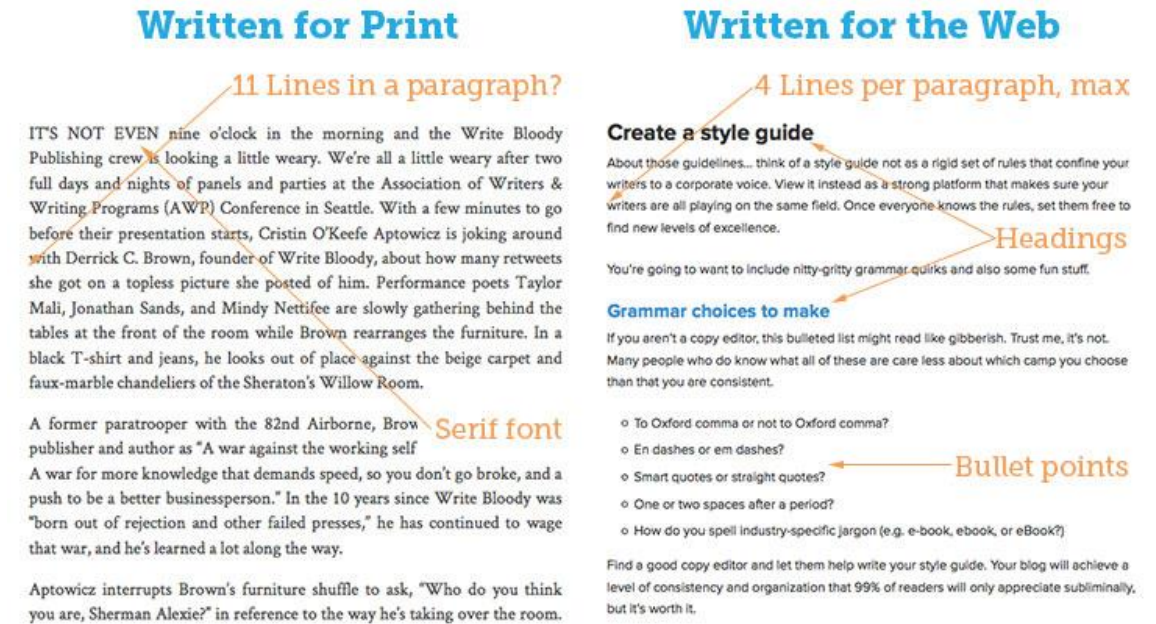 Written for Print
11 Lines in a paragraph?
IT'S NOT EVEN nine o'clock in the morning and the Write Bloody
Publishing crew is looking a little weary. We're all a little weary after two
full days and nights of panels and parties at the Association of Writers &
Writing Programs (AWP) Conference in Seattle. With a few minutes to go
before their presentation starts, Cristin O'Keefe Aptowicz is joking around
with Derrick C. Brown, founder of Write Bloody, about how many retweets
she got on a topless picture she posted of him. Performance poets Taylor
Mali, Jonathan Sands, and Mindy Nettifee are slowly gathering behind the
tables at the front of the room while Brown rearranges the furniture. In a
black T-shirt and jeans, he looks out of place against the beige carpet and
faux-marble chandeliers of the Sheraton's Willow Room.
Serif font
A former paratrooper with the 82nd Airborne, Brow
publisher and author as "A war against the working self
A war for more knowledge that demands speed, so you don't go broke, and a
push to be a better businessperson." In the 10 years since Write Bloody was
"born out of rejection and other failed presses," he has continued to wage
that war, and he's learned a lot along the way.
Aptowicz interrupts Brown's furniture shuffle to ask, "Who do you think
you are, Sherman Alexie?" in reference to the way he's taking over the room.
Written for the Web
4 Lines per paragraph, max
Create a style guide
About those guidelines... think of a style guide not as a rigid set of rules that confine your
writers to a corporate voice. View it instead as a strong platform that makes sure your
writers are all playing on the same field. Once everyone knows the rules, set them free to
find new levels of excellence.
Headings
You're going to want to include nitty-gritty grammar quirks and also some fun stuff.
Grammar choices to make
If you aren't a copy editor, this bulleted list might read like gibberish. Trust me, it's not.
Many people who do know what all of these are care less about which camp you choose
than that you are consistent.
To Oxford comma or not to Oxford comma?
En dashes or em dashes?
Smart quotes or straight quotes?
Bullet points
One or two spaces after a period?
How do you spell industry-specific jargon (e.g. e-book, ebook, or eBook?)
Find a good copy editor and let them help write your style guide. Your blog will achieve a
level of consistency and organization that 99% of readers will only appreciate subliminally,
but it's worth it.